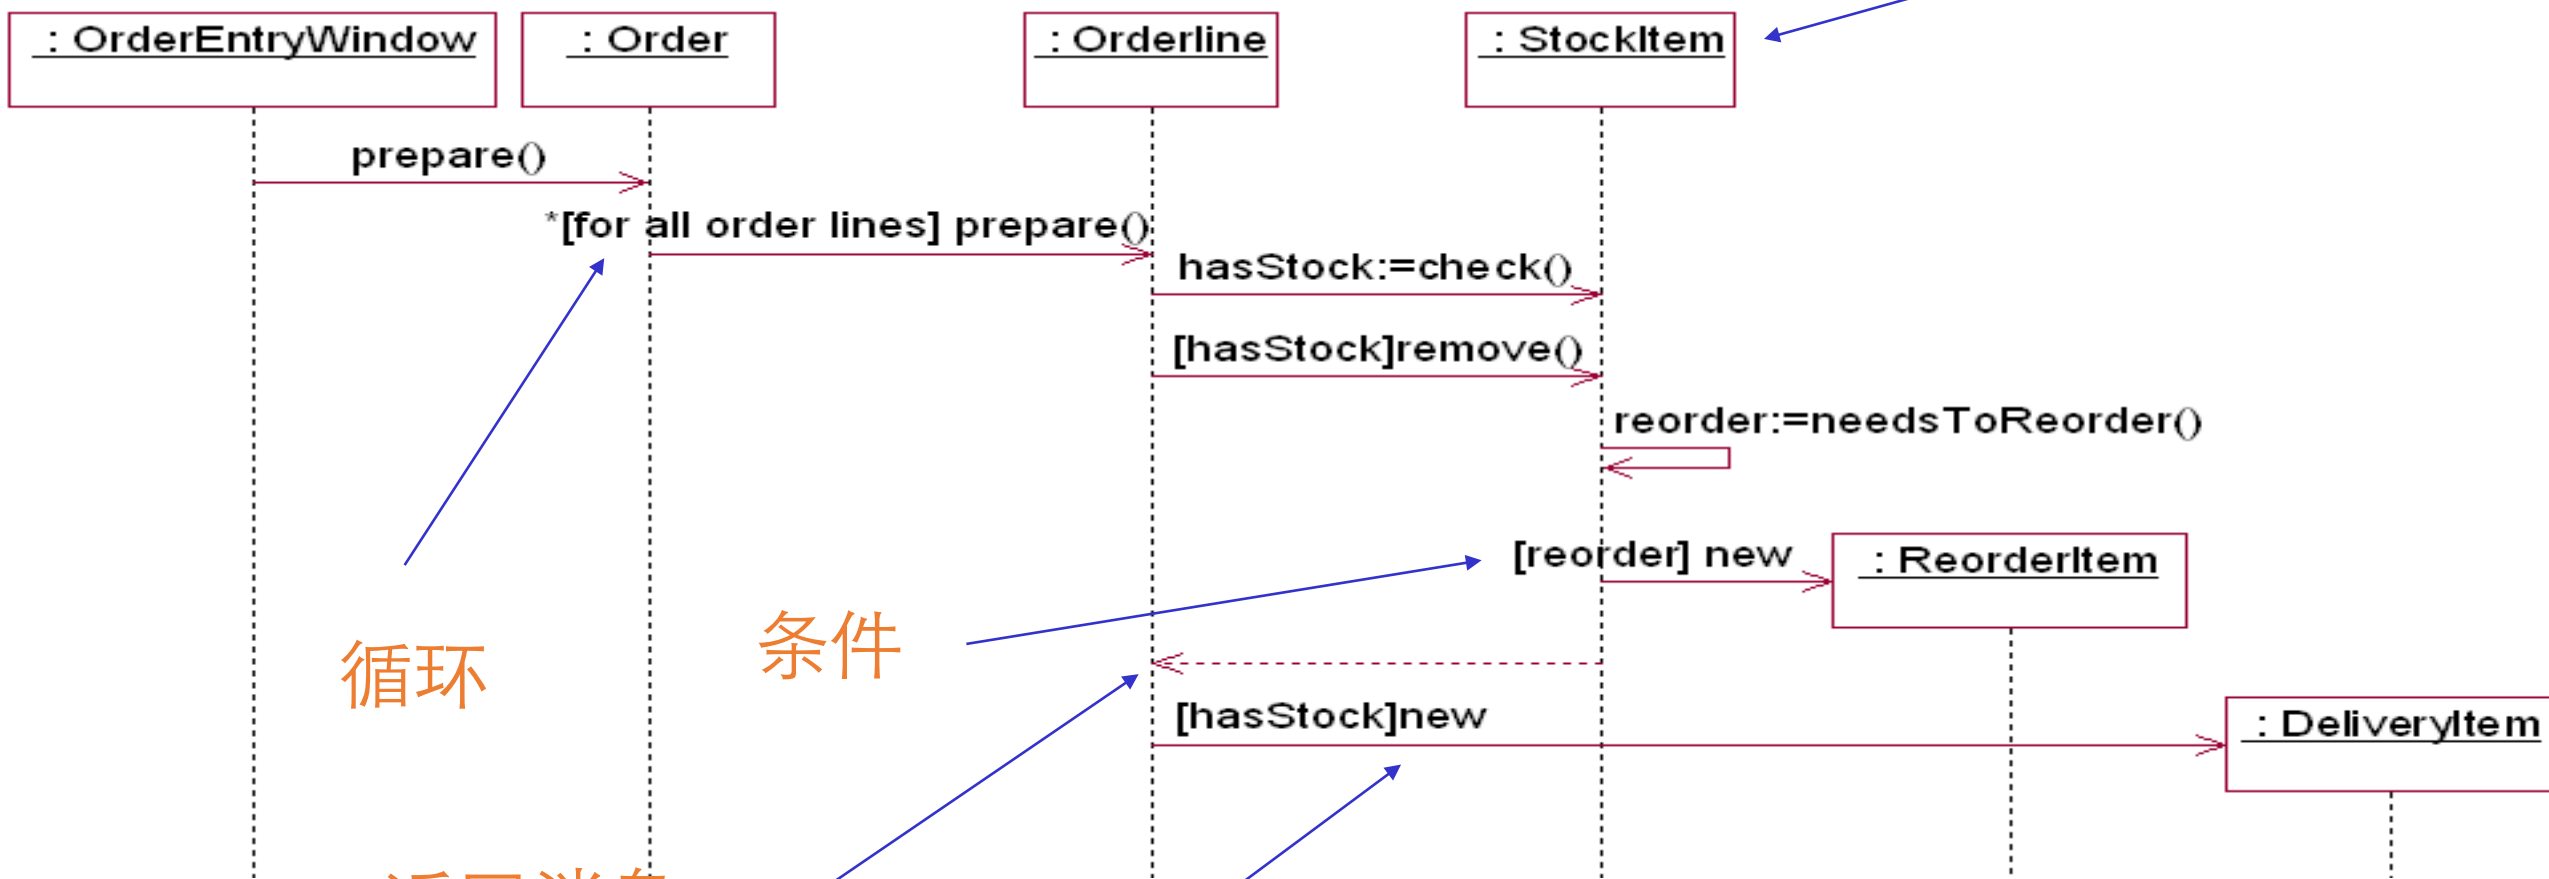 : OrderEntryWindow
: Order
: Orderline
: StockItem
prepare()
*[for all order lines] prepare()
hasStock:=check()
[hasStock]remove()
reorder:=needsToReorder()
[reorder] new
: ReorderItem
条件
循环
[hasStock]new
: DeliveryItem